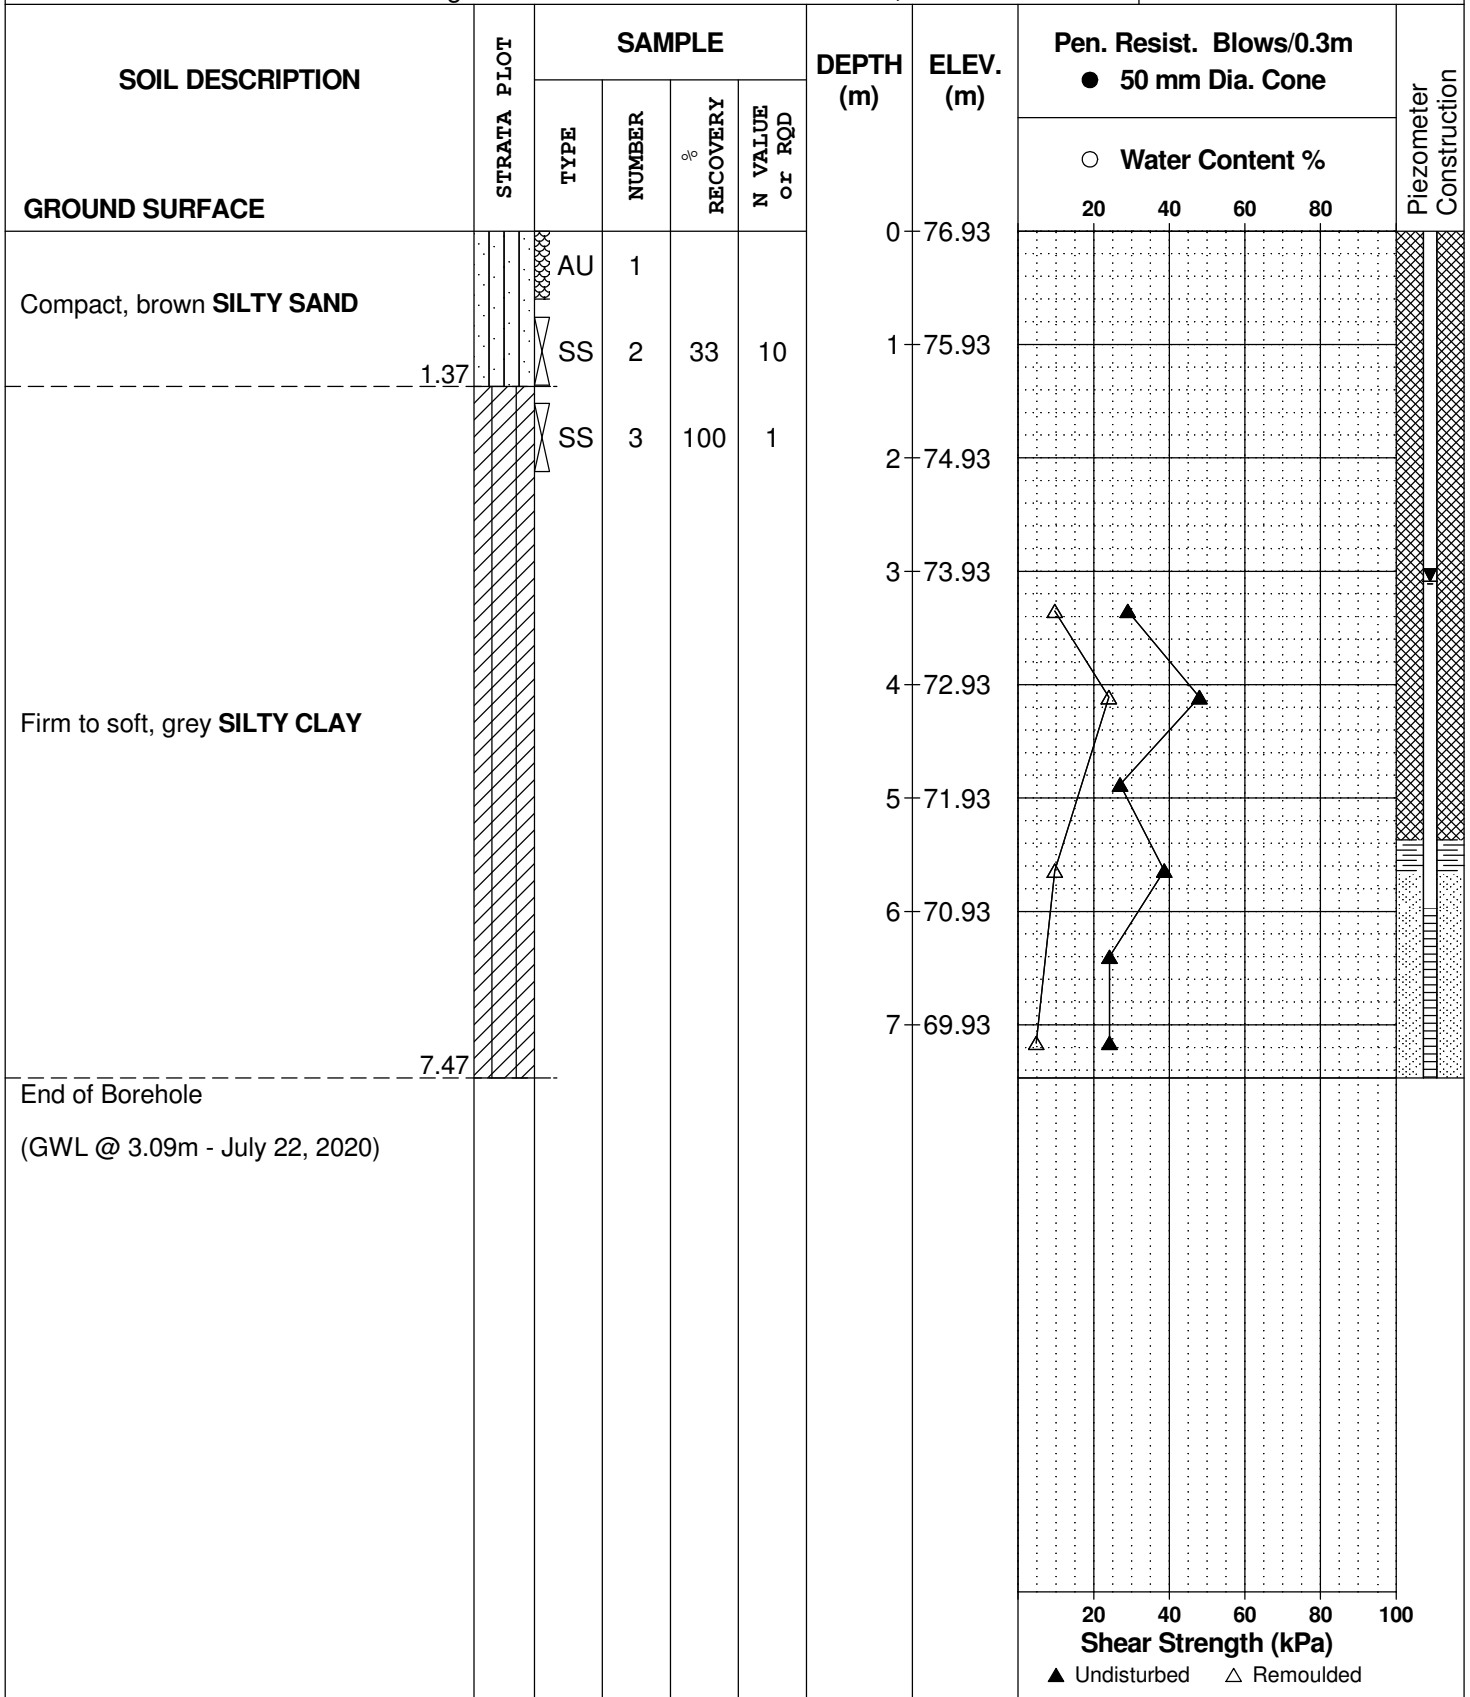 SOIL DESCRIPTION
GROUND SURFACE
STRATA PLOT
SAMPLE
TYPE
NUMBER
% RECOVERY
N VALUE or RQD
DEPTH (m)
ELEV. (m)
Pen. Resist. Blows/0.3m
● 50 mm Dia. Cone
○ Water Content %
20 40 60 80
Piezometer Construction
0 76.93
AU 1
Compact, brown SILTY SAND
SS 2 33 10
1 75.93
1.37
SS 3 100 1
2 74.93
3 73.93
4 72.93
Firm to soft, grey SILTY CLAY
5 71.93
6 70.93
7 69.93
7.47
End of Borehole
(GWL @ 3.09m - July 22, 2020)
20 40 60 80 100
Shear Strength (kPa)
▲ Undisturbed △ Remoulded